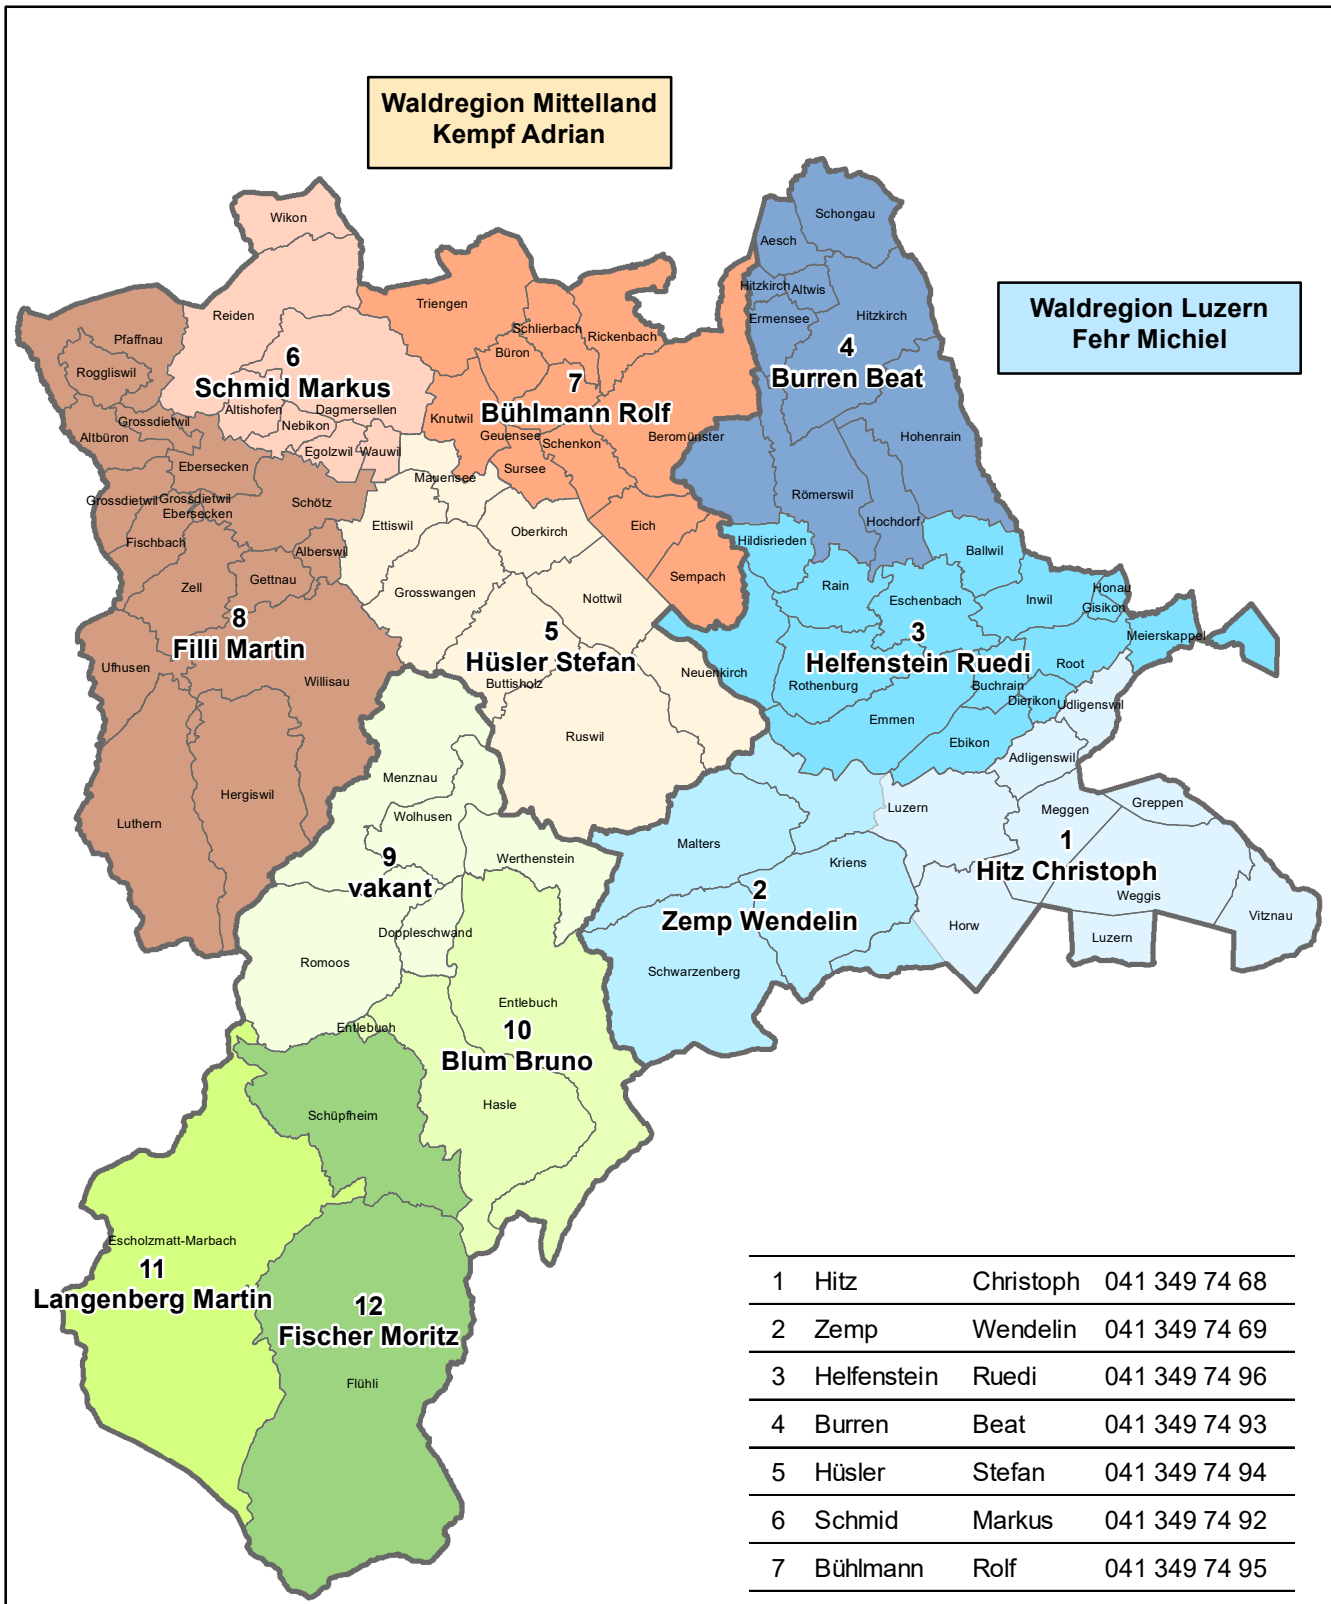 Waldregion Mittelland
Kempf Adrian
Waldregion Luzern
Fehr Michiel
Wikon
Reiden
Pfaffnau
Roggliswil
6
Schmid Markus
Altishofen
Dagmersellen
Nebikon
Egolzwil
Wauwil
Grossdietwil
Altbüron
Ebersecken
Grossdietwil
Grossdietwil
Ebersecken
Schötz
Fischbach
Alberswil
Zell
Gettnau
8
Filli Martin
Ufhusen
Willisau
Hergiswil
Luthern
Triengen
Schlierbach
Rickenbach
Büron
7
Bühlmann Rolf
Knutwil
Geuensee
Schenkon
Beromünster
Sursee
Eich
Sempach
Mauensee
Ettiswil
Oberkirch
Grosswangen
Nottwil
5
Hüsler Stefan
Buttisholz
Neuenkirch
Ruswil
Schongau
Aesch
Hitzkirch
Altwis
Ermensee
Hitzkirch
4
Burren Beat
Hohenrain
Römerswil
Hochdorf
Hildisrieden
Ballwil
Rain
Eschenbach
Inwil
Honau
Gisikon
Meierskappel
3
Helfenstein Ruedi
Root
Rothenburg
Buchrain
Dierikon
Udligenswil
Emmen
Ebikon
Adligenswil
Luzern
Meggen
Greppen
1
Hitz Christoph
Weggis
Vitznau
Horw
Luzern
Malters
Kriens
2
Zemp Wendelin
Schwarzenberg
Menznau
Wolhusen
Werthenstein
9
vakant
Doppleschwand
Romoos
Entlebuch
Entlebuch
10
Blum Bruno
Hasle
Schüpfheim
Escholzmatt-Marbach
11
Langenberg Martin
12
Fischer Moritz
Flühli
1 Hitz Christoph 041 349 74 68
2 Zemp Wendelin 041 349 74 69
3 Helfenstein Ruedi 041 349 74 96
4 Burren Beat 041 349 74 93
5 Hüsler Stefan 041 349 74 94
6 Schmid Markus 041 349 74 92
7 Bühlmann Rolf 041 349 74 95